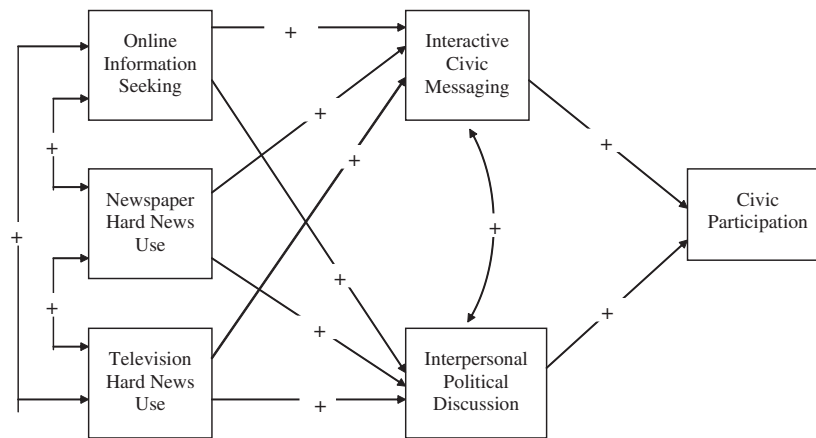 Online
Information
Seeking
+
Interactive
Civic
Messaging
+
+
+
+
Newspaper
Hard News
Use
Civic
Participation
+
+
+
+
+
+
+
Television
Hard News
Use
Interpersonal
Political
Discussion
+